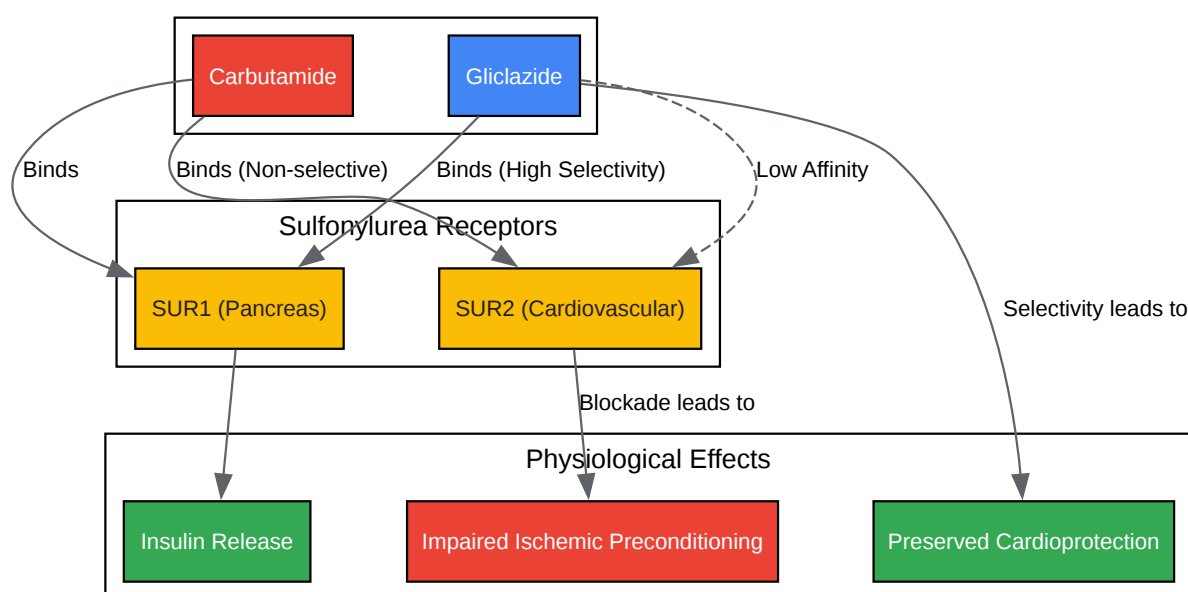 Carbutamide
Gliclazide
Binds
Binds (Non-selective)
Binds (High Selectivity)
Low Affinity
Sulfonylurea Receptors
SUR1 (Pancreas)
SUR2 (Cardiovascular)
Selectivity leads to
Blockade leads to
Physiological Effects
Insulin Release
Impaired Ischemic Preconditioning
Preserved Cardioprotection